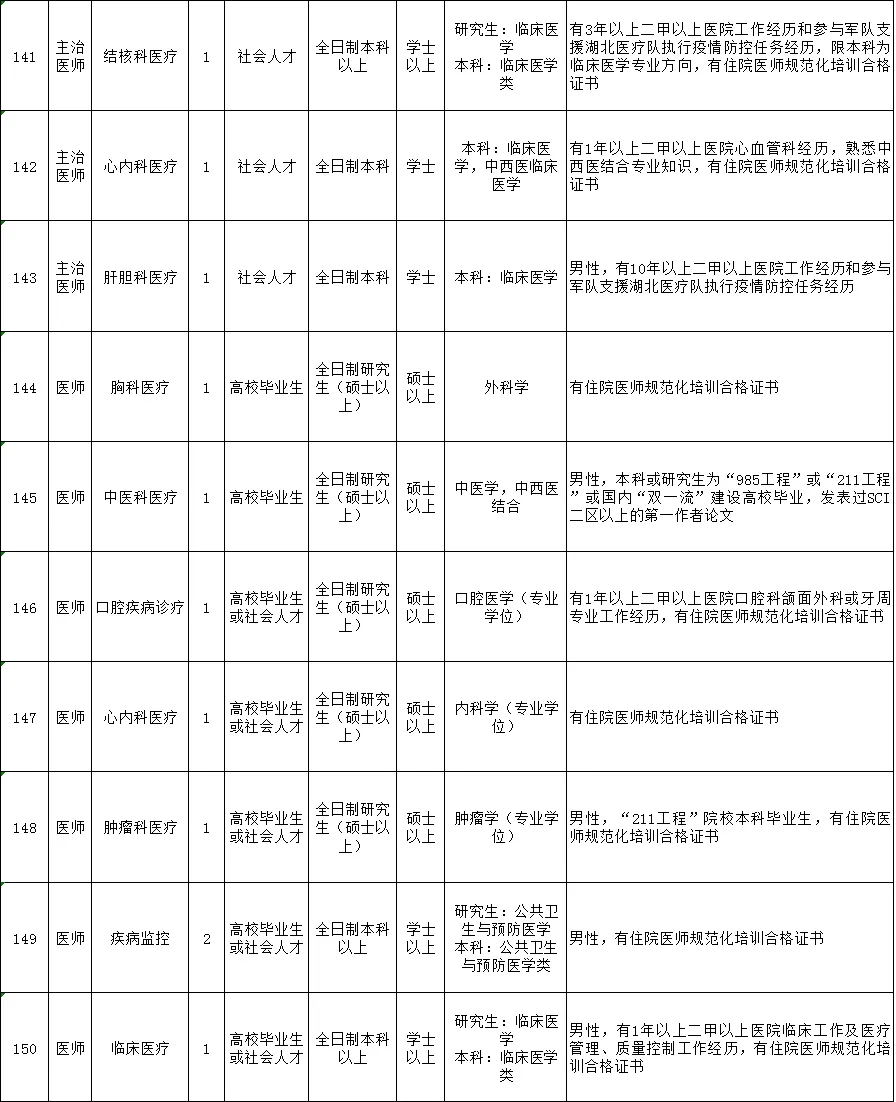 141 主治医师 结核科医疗 1 社会人才 全日制本科以上 学士以上 研究生：临床医学 本科：临床医学类 有3年以上二甲以上医院工作经历和参与军队支援湖北医疗队执行疫情防控任务经历，限本科为临床医学专业方向，有住院医师规范化培训合格证书
142 主治医师 心内科医疗 1 社会人才 全日制本科 学士 本科：临床医学，中西医临床医学 有1年以上二甲以上医院心血管科经历，熟悉中西医结合专业知识，有住院医师规范化培训合格证书
143 主治医师 肝胆科医疗 1 社会人才 全日制本科 学士 本科：临床医学 男性，有10年以上二甲以上医院工作经历和参与军队支援湖北医疗队执行疫情防控任务经历
144 医师 胸科医疗 1 高校毕业生 全日制研究生（硕士以上） 硕士以上 外科学 有住院医师规范化培训合格证书
145 医师 中医科医疗 1 高校毕业生 全日制研究生（硕士以上） 硕士以上 中医学，中西医结合 男性，本科或研究生为“985工程”或“211工程”或国内“双一流”建设高校毕业，发表过SCI二区以上的第一作者论文
146 医师 口腔疾病诊疗 1 高校毕业生或社会人才 全日制研究生（硕士以上） 硕士以上 口腔医学（专业学位） 有1年以上二甲以上医院口腔科颌面外科或牙周专业工作经历，有住院医师规范化培训合格证书
147 医师 心内科医疗 1 高校毕业生或社会人才 全日制研究生（硕士以上） 硕士以上 内科学（专业学位） 有住院医师规范化培训合格证书
148 医师 肿瘤科医疗 1 高校毕业生或社会人才 全日制研究生（硕士以上） 硕士以上 肿瘤学（专业学位） 男性，“211工程”院校本科毕业生，有住院医师规范化培训合格证书
149 医师 疾病监控 2 高校毕业生或社会人才 全日制本科以上 学士以上 研究生：公共卫生与预防医学 本科：公共卫生与预防医学类 男性，有住院医师规范化培训合格证书
150 医师 临床医疗 1 高校毕业生或社会人才 全日制本科以上 学士以上 研究生：临床医学 本科：临床医学类 男性，有1年以上二甲以上医院临床工作及医疗管理、质量控制工作经历，有住院医师规范化培训合格证书